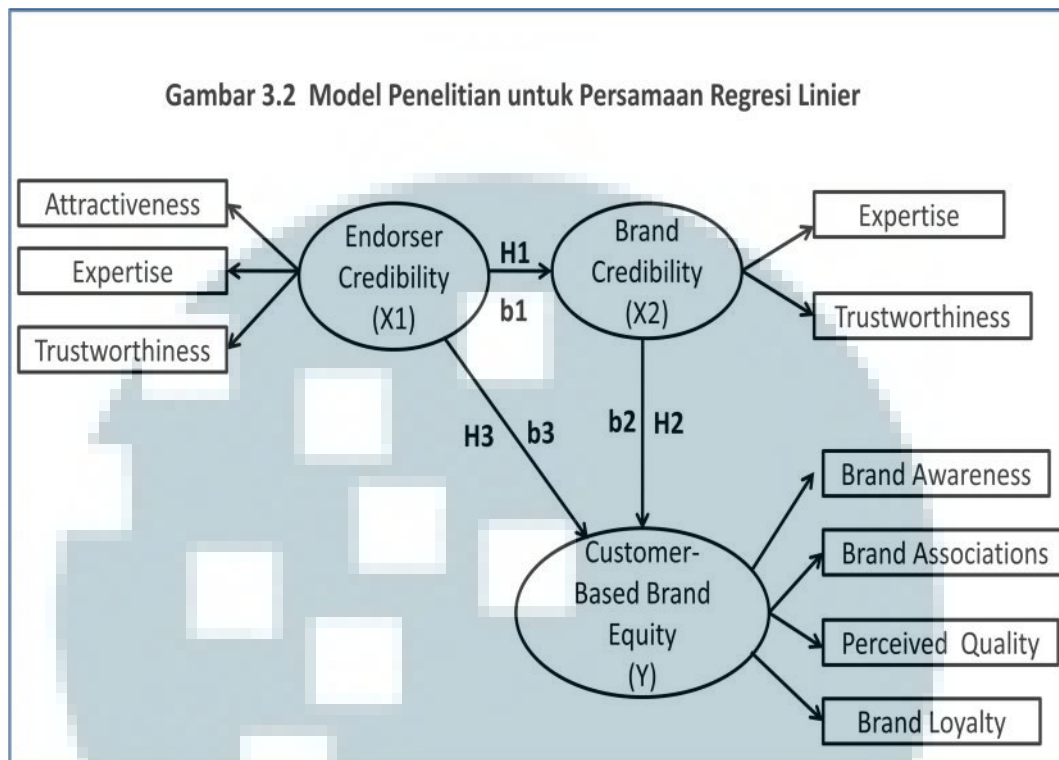 Gambar 3.2 Model Penelitian untuk Persamaan Regresi Linier
Attractiveness
Expertise
Trustworthiness
Endorser
Credibility
(X1)
H1
b1
Brand
Credibility
(X2)
Expertise
Trustworthiness
H3
b3
b2
H2
Customer-
Based Brand
Equity
(Y)
Brand Awareness
Brand Associations
Perceived Quality
Brand Loyalty